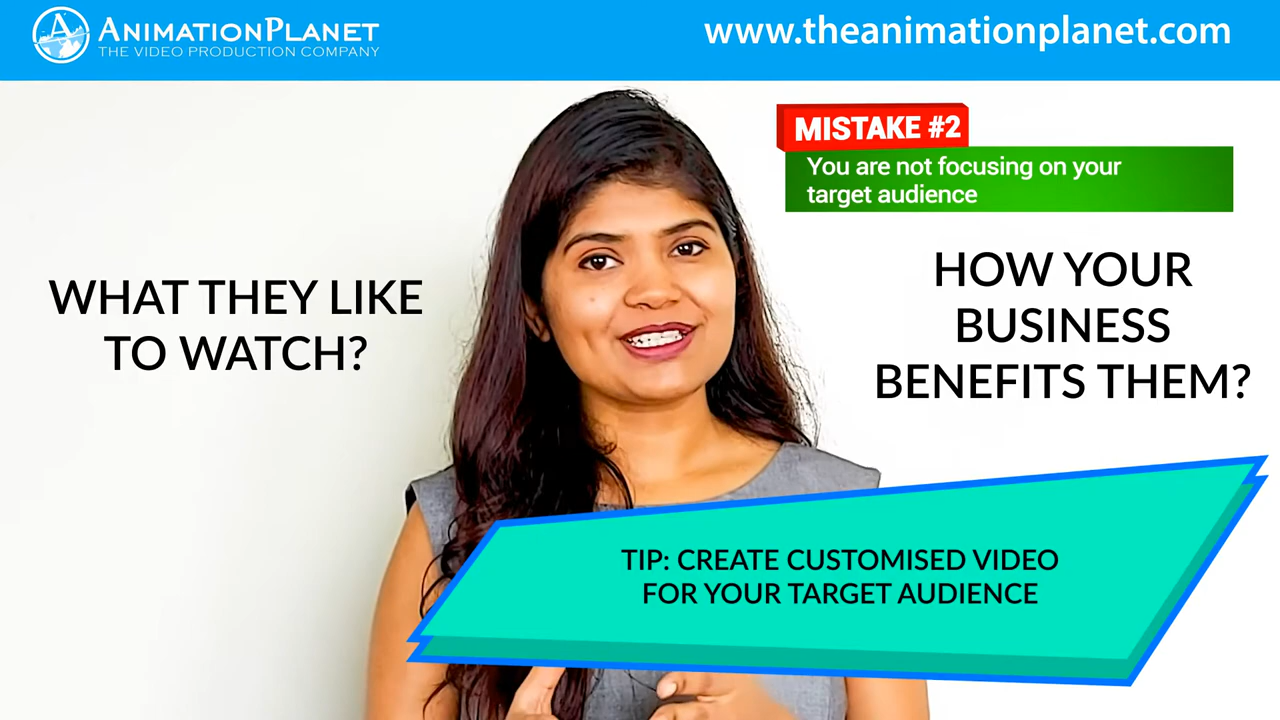 ANIMATIONPLANET
THE VIDEO PRODUCTION COMPANY
www.theanimationplanet.com
MISTAKE #2
You are not focusing on your
target audience
WHAT THEY LIKE
TO WATCH?
HOW YOUR
BUSINESS
BENEFITS THEM?
TIP: CREATE CUSTOMISED VIDEO
FOR YOUR TARGET AUDIENCE